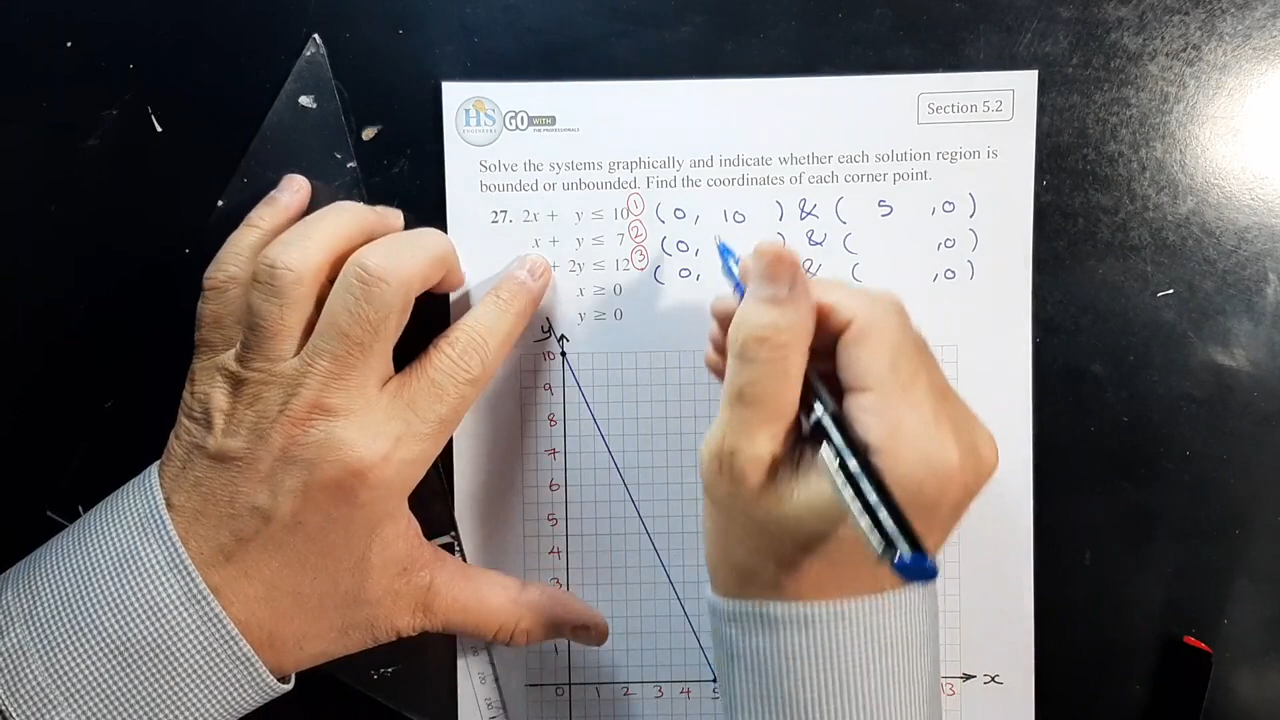 HS
ENGINEERS
GO WITH
THE PROFESSIONALS
Section 5.2
Solve the systems graphically and indicate whether each solution region is
bounded or unbounded. Find the coordinates of each corner point.
27. 2x + y ≤ 10 ① (0, 10 ) & ( 5 ,0)
x + y ≤ 7 ② (0, ) & ( ,0)
+ 2y ≤ 12 ③ (0, & ( ,0)
x ≥ 0
y ≥ 0
y
10
9
8
7
6
5
4
3
1
0 1 2 3 4 5 13 x